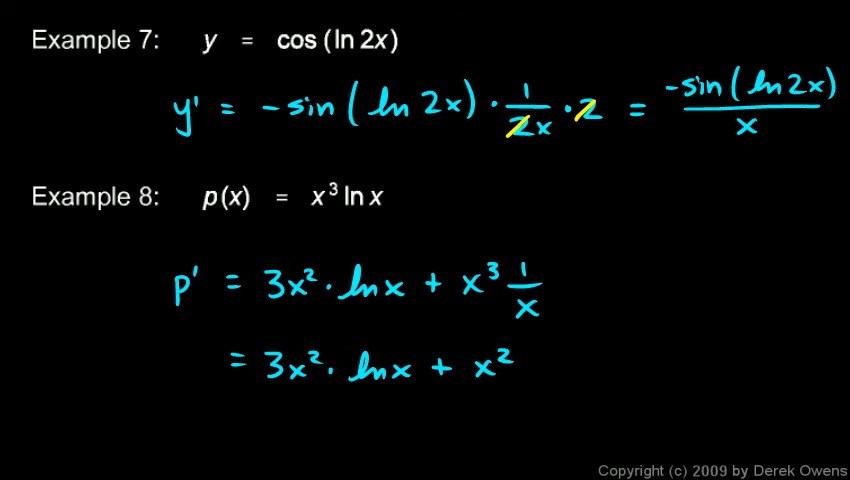 Example 7: y = cos (ln 2x)
y' = -sin (ln 2x) · 1/2x · 2 = -sin (ln 2x)/x
Example 8: p(x) = x³ ln x
p' = 3x² · ln x + x³ 1/x
= 3x² · ln x + x²
Copyright (c) 2009 by Derek Owens